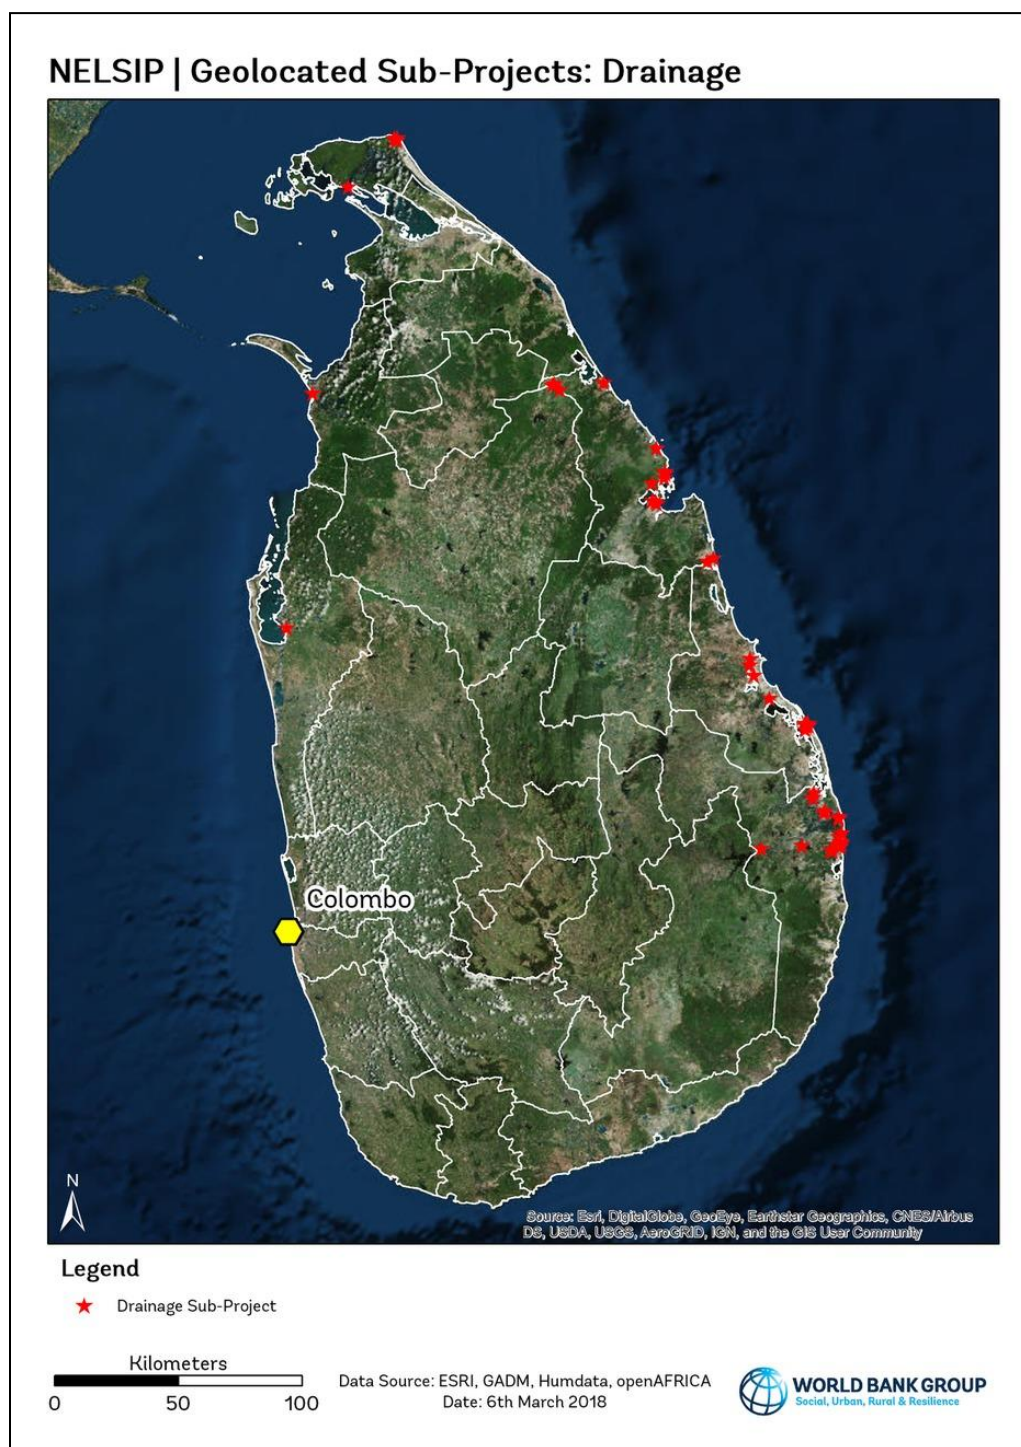 NELSIP | Geolocated Sub-Projects: Drainage
Colombo
N
Source: Esri, DigitalGlobe, GeoEye, Earthstar Geographics, CNES/Airbus
DS, USDA, USGS, AeroGRID, IGN, and the GIS User Community
Legend
Drainage Sub-Project
Kilometers
0 50 100
Data Source: ESRI, GADM, Humdata, openAFRICA
Date: 6th March 2018
WORLD BANK GROUP
Social, Urban, Rural & Resilience